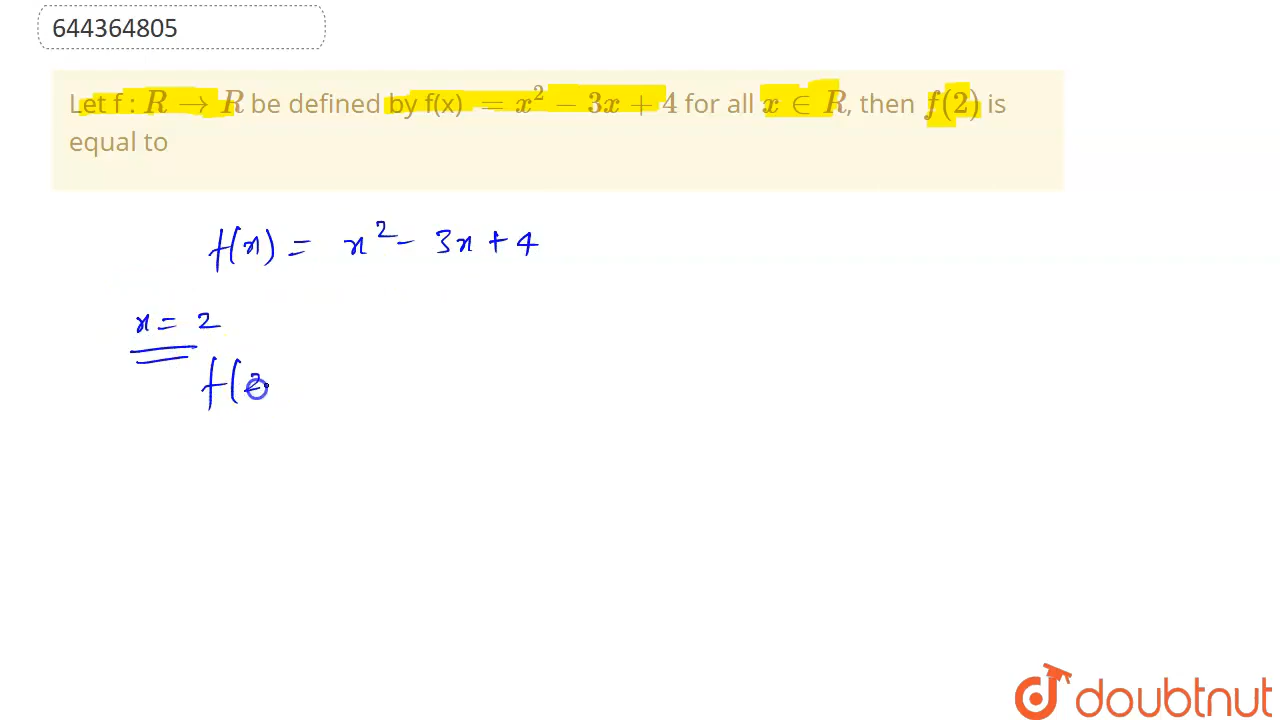 644364805
Let f : R → R be defined by f(x) = x² − 3x + 4 for all x ∈ R, then f(2) is
equal to
f(x) = x² - 3x + 4
x = 2
f(2
doubtnut